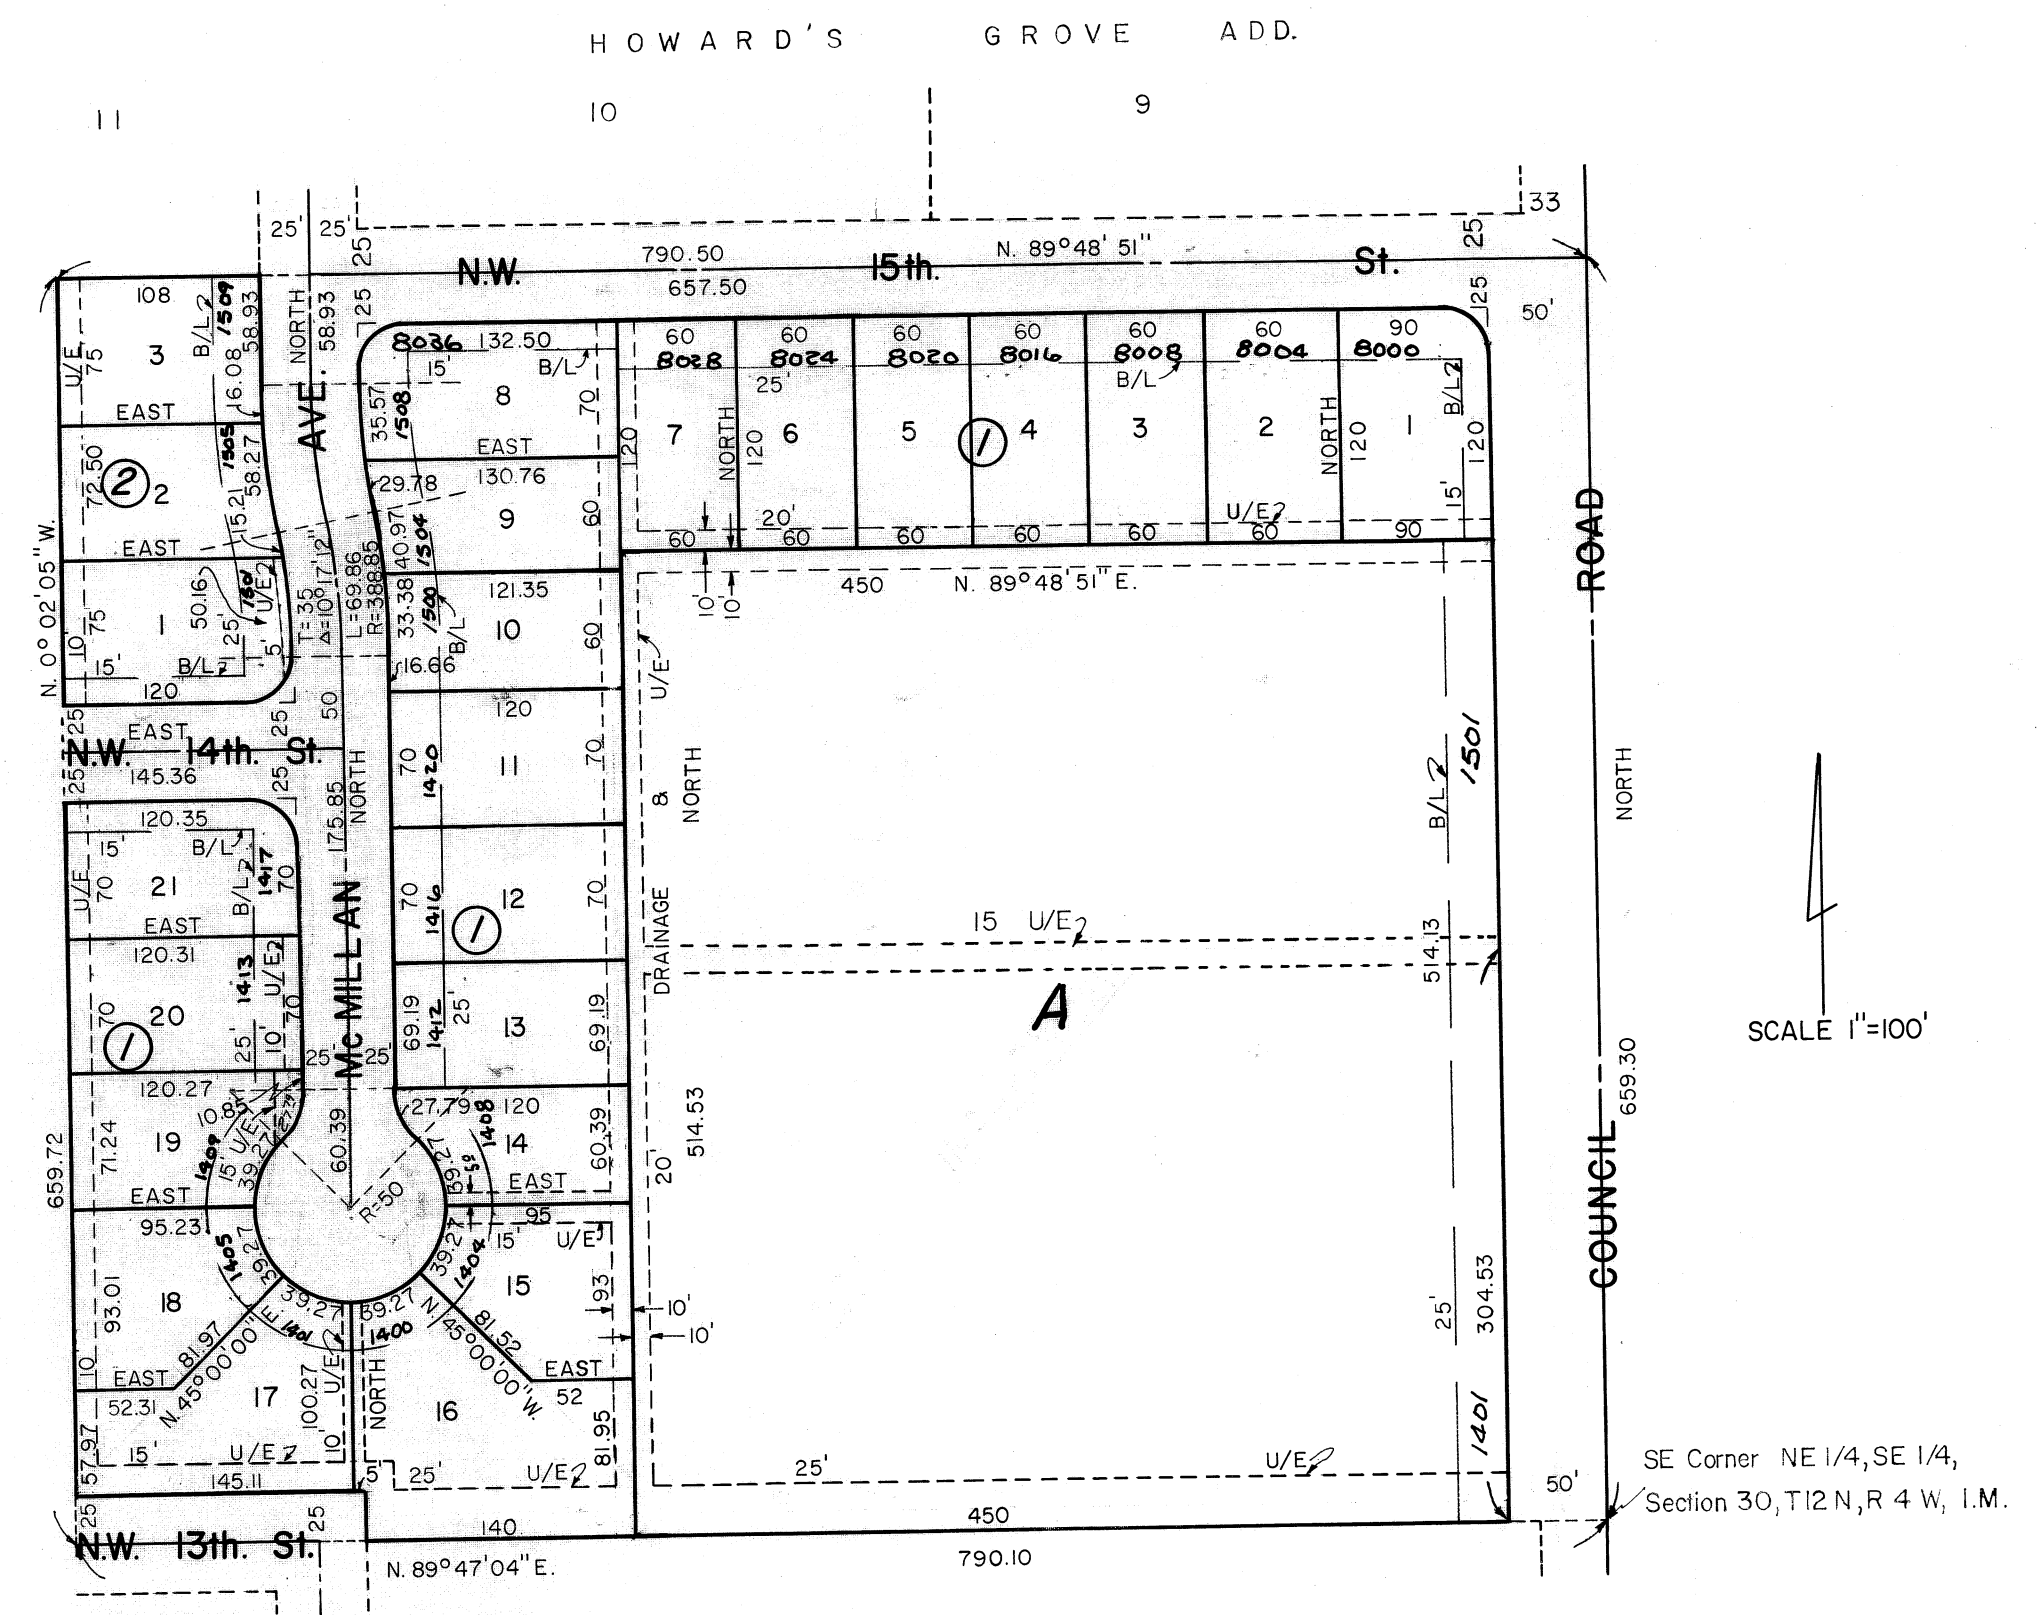 HOWARD'S GROVE ADD.
11
10
9
33
25' 25'
25
790.50
N. 89°48'51"
25
N.W. 15th. St.
657.50
25
125
50'
108
B/L
1509
58.93
NORTH
58.93
U/E
75
3
16.08
EAST
AVE.
8036
132.50
15'
B/L
8
70
35.57
1508
EAST
60 60 60 60 60 60 90
8028 8024 8020 8016 8008 8004 8000
25'
B/L
B/L
7 6 5 1 4 3 2 1
120
NORTH
120
NORTH
120
120
15'
20'
U/E
60 60 60 60 60 60 90
2
72.50
2
1505
58.27
15.21
EAST
29.78
130.76
9
60
40.97
1504
N. 0°02'05"W.
50.16
1501
U/E
75
1
25'
5'
10'
15'
B/L
120
T=35
Δ=10°17'12"
L=69.86
R=388.85
33.38
1500
B/L
121.35
10
60
16.66
450
N. 89°48'51"E.
10'
10'
U/E
ROAD
25
EAST
25
50
N.W. 14th. St.
25
145.36
25
120
70
1420
11
70
175.85
NORTH
DRAINAGE & U/E
NORTH
B/L
1501
NORTH
120.35
15'
B/L
1417
U/E
70
21
B/L
70
EAST
70
1416
12
70
1
120.31
1413
U/E
70
20
70
1
25'
10'
McMILLAN
25' 25'
69.19
1412
25'
13
69.19
15 U/E
514.13
A
SCALE 1"=100'
120.27
10.85
27.79
19
71.24
1409
15' U/E
39.27
EAST
60.39
27.79
120
1408
14
39.27
5'
60.39
EAST
R=50
20'
514.53
659.72
659.30
COUNCIL
95.23
1405
39.27
18
93.01
10
EAST
81.97
N. 45°00'00"E.
39.27
1401
39.27
1400
39.27
1404
95
15'
U/E
15
93
N. 45°00'00"W.
81.52
EAST
52
10'
10'
25'
304.53
52.31
17
100.27
U/E
10'
NORTH
16
81.95
57.97
15'
U/E
145.11
5'
25'
U/E
25'
U/E
1401
50'
SE Corner NE 1/4, SE 1/4,
Section 30, T12N, R 4 W, I.M.
25
25
N.W. 13th. St.
140
450
N. 89°47'04"E.
790.10